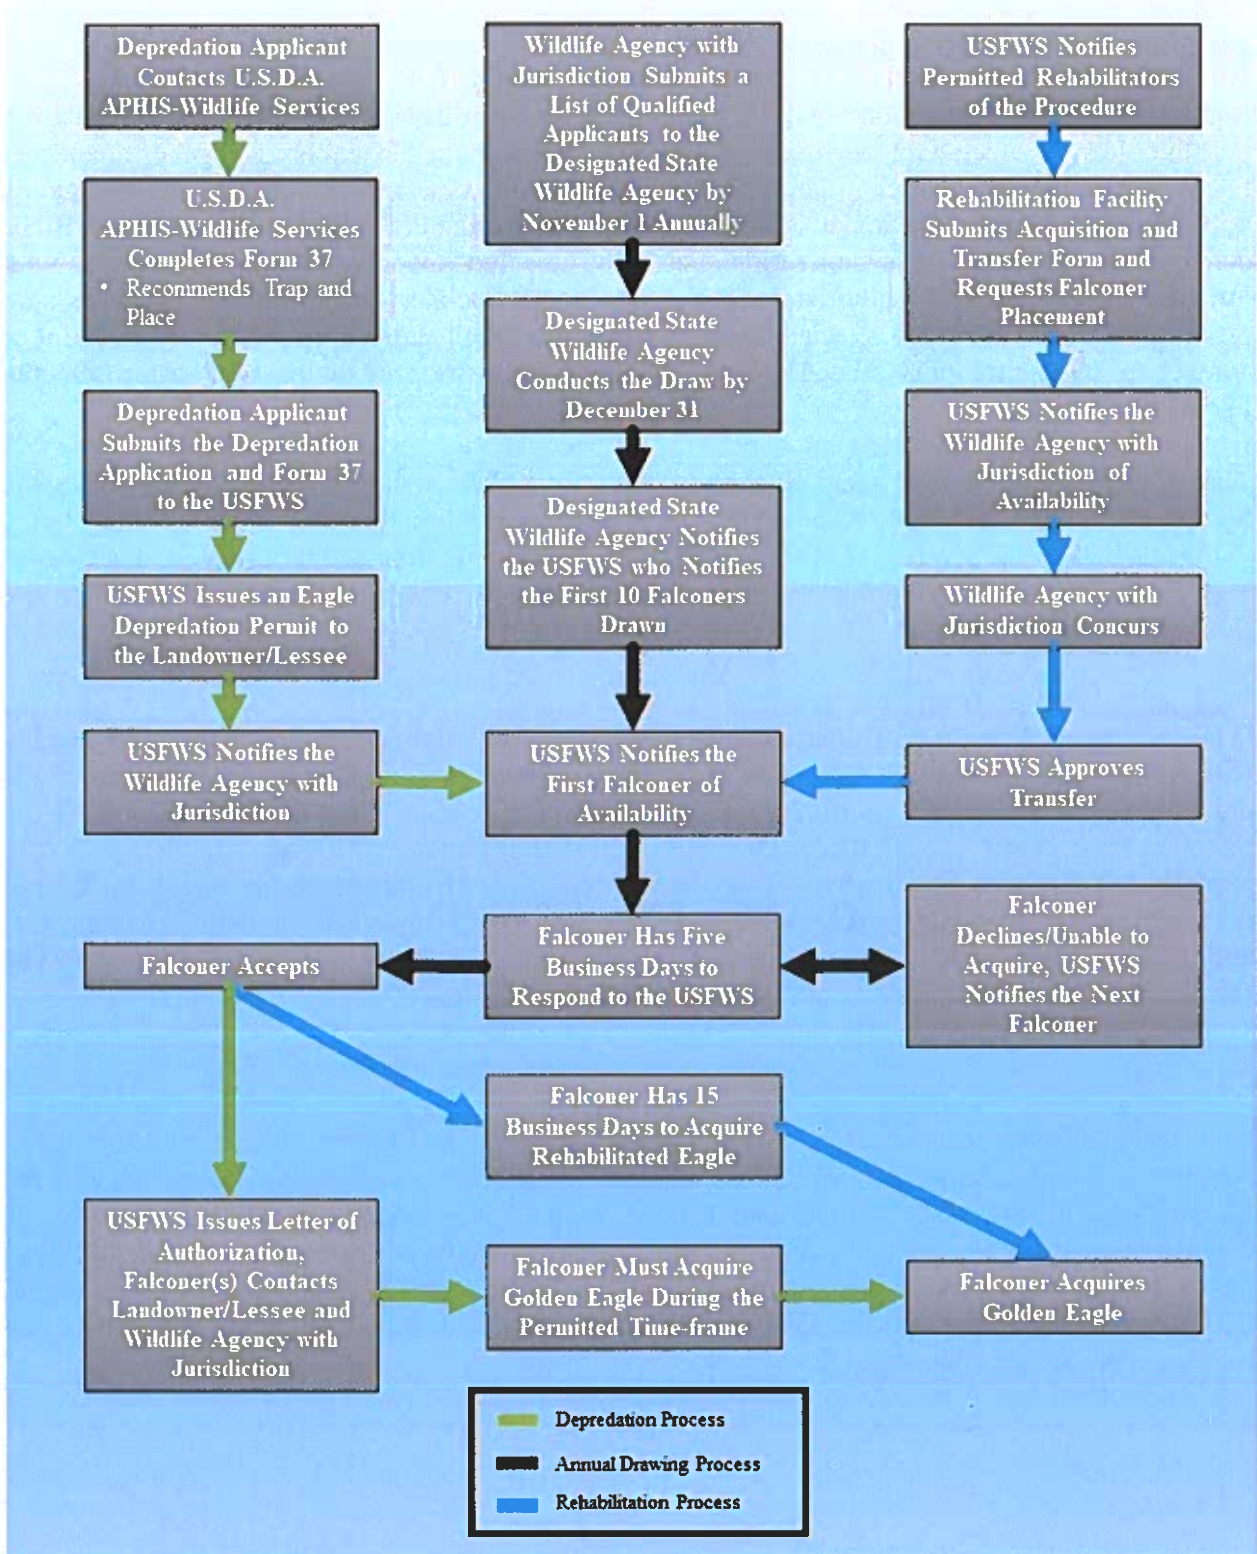 Depredation Applicant
Contacts U.S.D.A.
APHIS-Wildlife Services
U.S.D.A.
APHIS-Wildlife Services
Completes Form 37
• Recommends Trap and
Place
Depredation Applicant
Submits the Depredation
Application and Form 37
to the USFWS
USFWS Issues an Eagle
Depredation Permit to
the Landowner/Lessee
USFWS Notifies the
Wildlife Agency with
Jurisdiction
Wildlife Agency with
Jurisdiction Submits a
List of Qualified
Applicants to the
Designated State
Wildlife Agency by
November 1 Annually
Designated State
Wildlife Agency
Conducts the Draw by
December 31
Designated State
Wildlife Agency Notifies
the USFWS who Notifies
the First 10 Falconers
Drawn
USFWS Notifies the
First Falconer of
Availability
USFWS Notifies
Permitted Rehabilitators
of the Procedure
Rehabilitation Facility
Submits Acquisition and
Transfer Form and
Requests Falconer
Placement
USFWS Notifies the
Wildlife Agency with
Jurisdiction of
Availability
Wildlife Agency with
Jurisdiction Concurs
USFWS Approves
Transfer
Falconer Accepts
Falconer Has Five
Business Days to
Respond to the USFWS
Falconer
Declines/Unable to
Acquire, USFWS
Notifies the Next
Falconer
Falconer Has 15
Business Days to Acquire
Rehabilitated Eagle
USFWS Issues Letter of
Authorization,
Falconer(s) Contacts
Landowner/Lessee and
Wildlife Agency with
Jurisdiction
Falconer Must Acquire
Golden Eagle During the
Permitted Time-frame
Falconer Acquires
Golden Eagle
Depredation Process
Annual Drawing Process
Rehabilitation Process